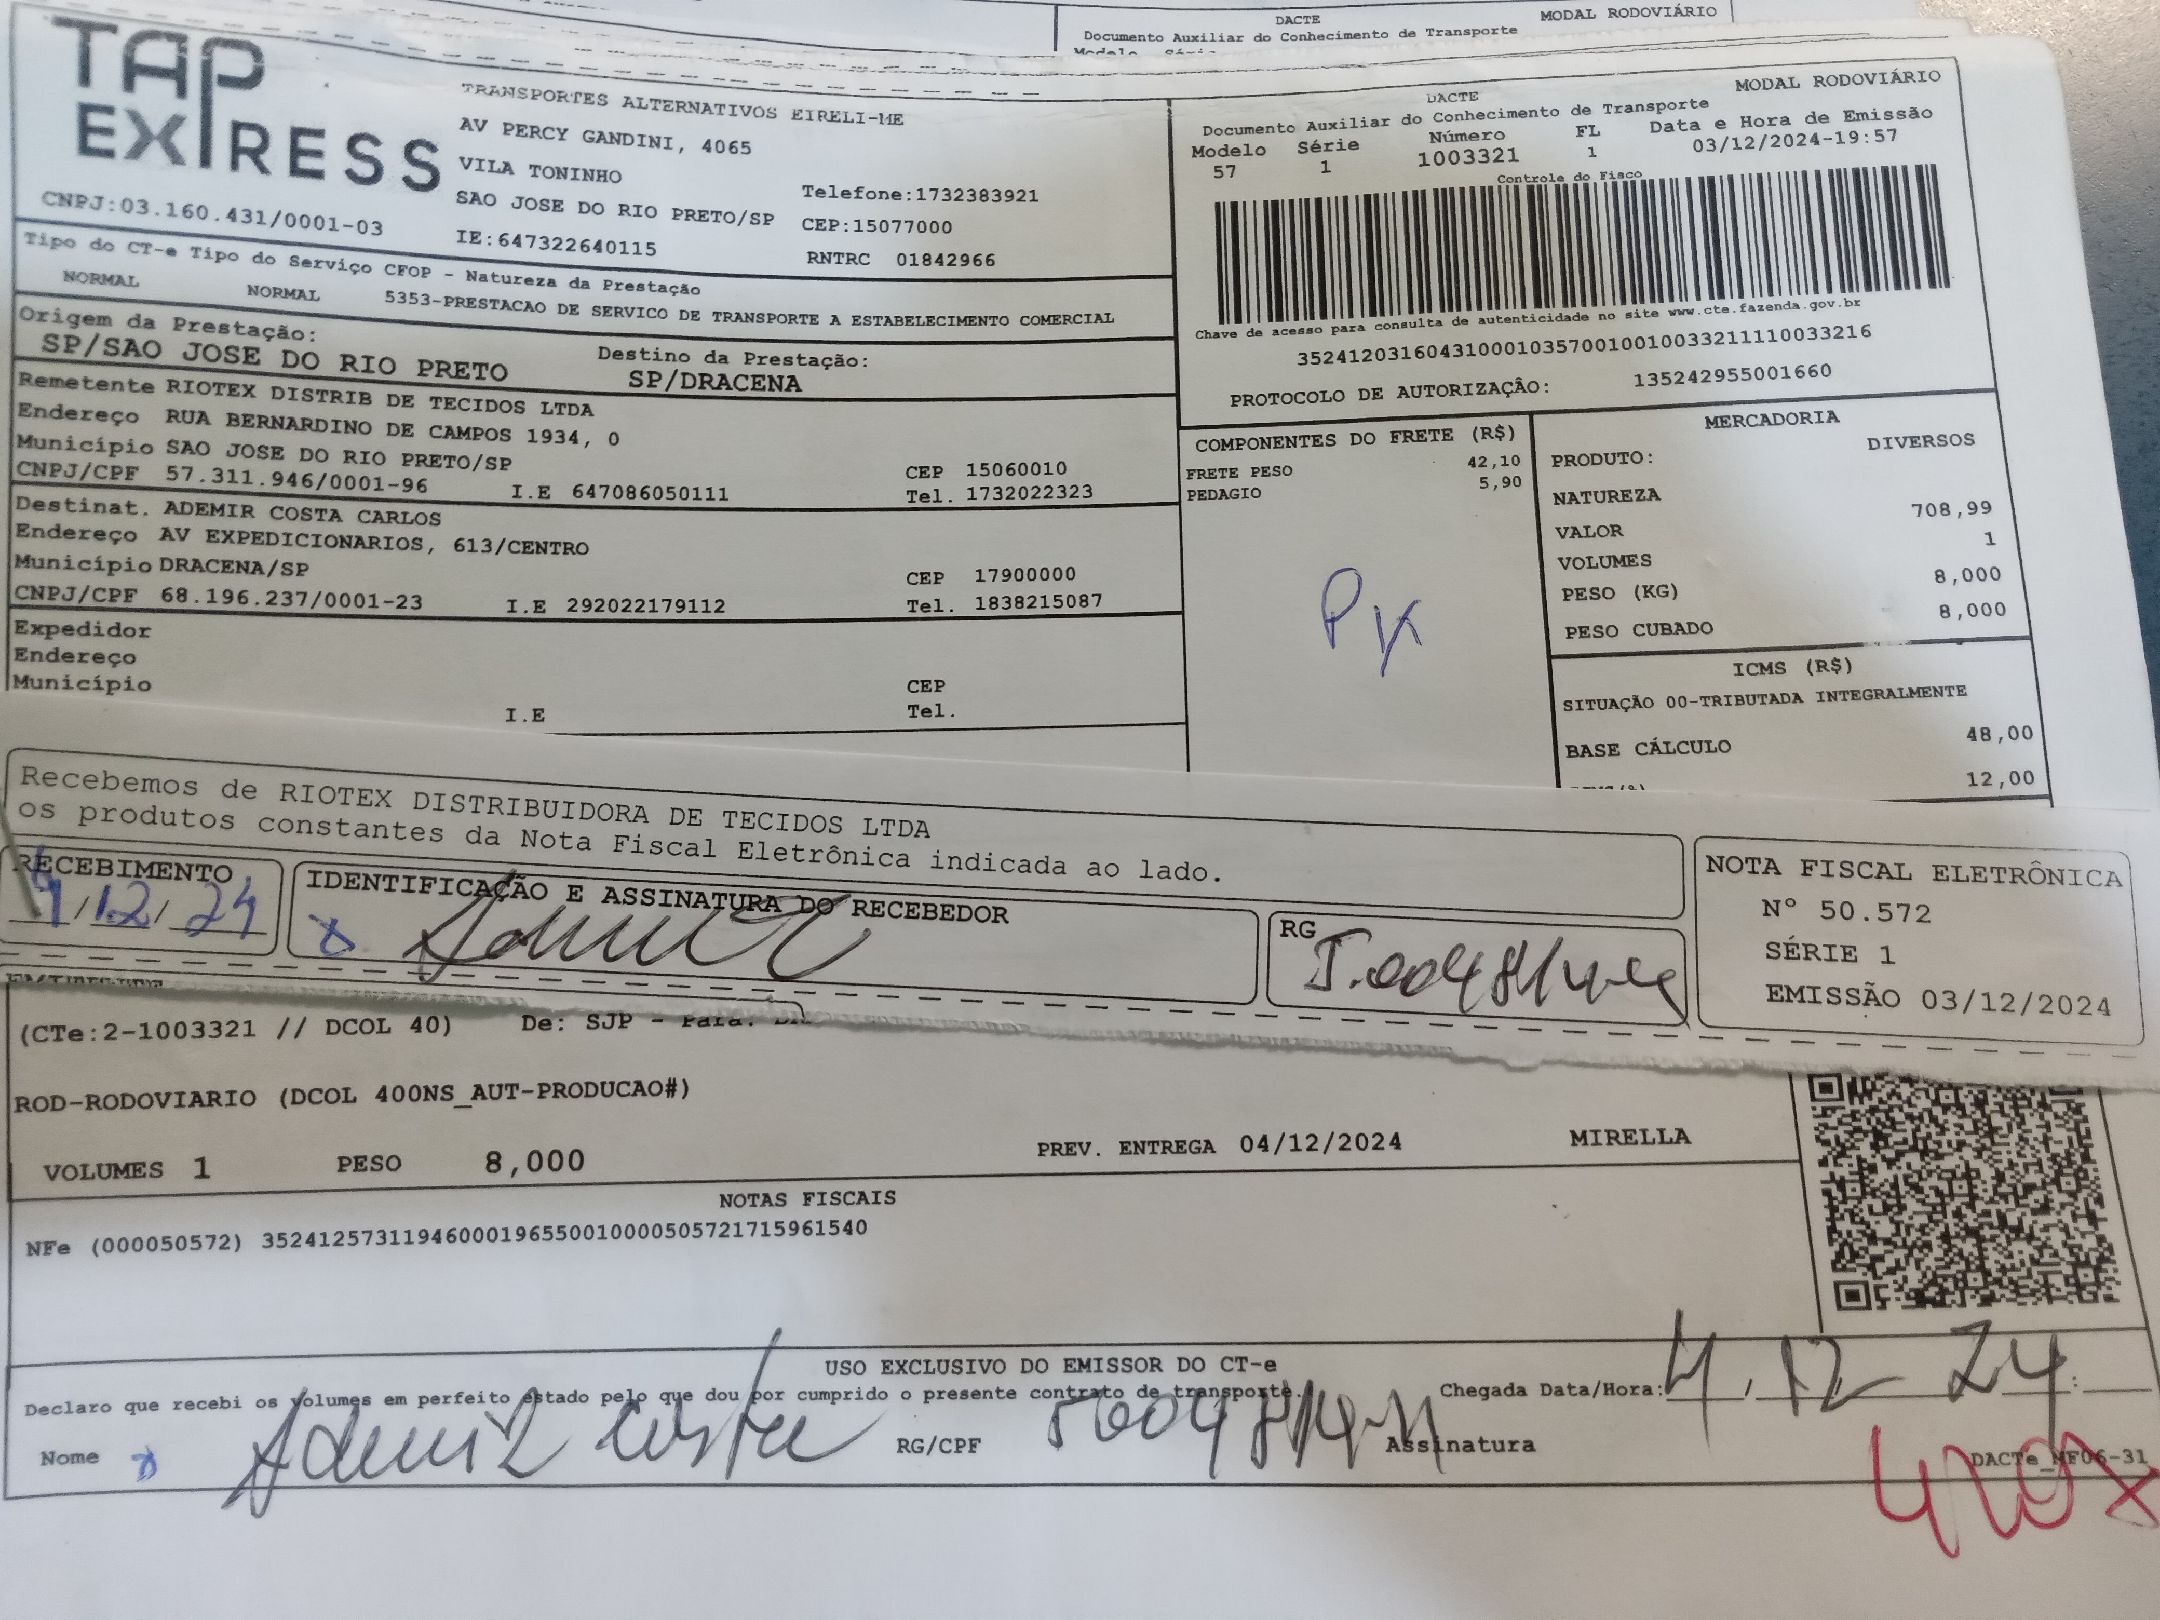 DACTE
MODAL RODOVIÁRIO
Documento Auxiliar do Conhecimento de Transporte
Modelo Série
TAP EXPRESS
CNPJ:03.160.431/0001-03
TRANSPORTES ALTERNATIVOS EIRELI-ME
AV PERCY GANDINI, 4065
VILA TONINHO
SAO JOSE DO RIO PRETO/SP
IE:647322640115
Telefone:1732383921
CEP:15077000
RNTRC 01842966
DACTE
MODAL RODOVIÁRIO
Documento Auxiliar do Conhecimento de Transporte
Modelo Série Número FL Data e Hora de Emissão
57 1 1003321 1 03/12/2024-19:57
Controle do Fisco
Chave de acesso para consulta de autenticidade no site www.cte.fazenda.gov.br
35241203160431000103570010010033211110033216
PROTOCOLO DE AUTORIZAÇÂO: 135242955001660
Tipo do CT-e Tipo do Serviço CFOP - Natureza da Prestação
NORMAL NORMAL 5353-PRESTACAO DE SERVICO DE TRANSPORTE A ESTABELECIMENTO COMERCIAL
Origem da Prestação:
SP/SAO JOSE DO RIO PRETO
Destino da Prestação:
SP/DRACENA
Remetente RIOTEX DISTRIB DE TECIDOS LTDA
Endereço RUA BERNARDINO DE CAMPOS 1934, 0
Município SAO JOSE DO RIO PRETO/SP CEP 15060010
CNPJ/CPF 57.311.946/0001-96 I.E 647086050111 Tel. 1732022323
Destinat. ADEMIR COSTA CARLOS
Endereço AV EXPEDICIONARIOS, 613/CENTRO
Município DRACENA/SP CEP 17900000
CNPJ/CPF 68.196.237/0001-23 I.E 292022179112 Tel. 1838215087
Expedidor
Endereço
Município CEP
I.E Tel.
COMPONENTES DO FRETE (R$)
FRETE PESO 42,10
PEDAGIO 5,90
MERCADORIA
PRODUTO: DIVERSOS
NATUREZA
VALOR 708,99
VOLUMES 1
PESO (KG) 8,000
PESO CUBADO 8,000
ICMS (R$)
SITUAÇÃO 00-TRIBUTADA INTEGRALMENTE
BASE CÁLCULO 48,00
12,00
Recebemos de RIOTEX DISTRIBUIDORA DE TECIDOS LTDA
os produtos constantes da Nota Fiscal Eletrônica indicada ao lado.
RECEBIMENTO
4/12/24
IDENTIFICAÇÃO E ASSINATURA DO RECEBEDOR
RG
NOTA FISCAL ELETRÔNICA
Nº 50.572
SÉRIE 1
EMISSÃO 03/12/2024
(CTe:2-1003321 // DCOL 40) De: SJP - Para:
ROD-RODOVIARIO (DCOL 400NS_AUT-PRODUCAO#)
VOLUMES 1 PESO 8,000 PREV. ENTREGA 04/12/2024 MIRELLA
NOTAS FISCAIS
NFe (000050572) 35241257311946000196550010000505721715961540
USO EXCLUSIVO DO EMISSOR DO CT-e
Declaro que recebi os volumes em perfeito estado pelo que dou por cumprido o presente contrato de transporte.
Chegada Data/Hora: 4/12 24
Nome Ademir Costa RG/CPF Assinatura
DACTe_MF06-31